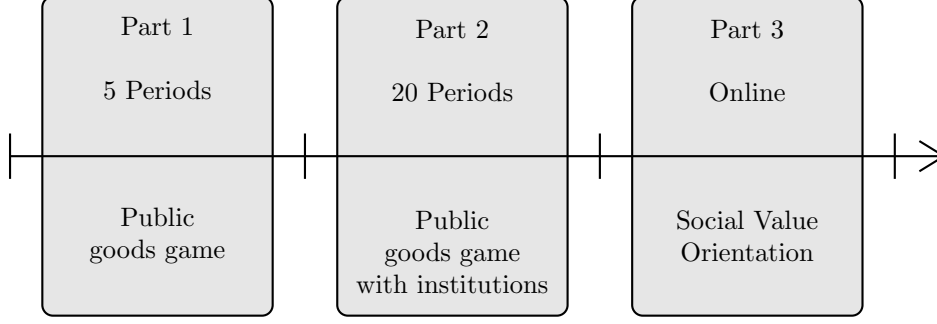 Part 1
5 Periods
Public
goods game
Part 2
20 Periods
Public
goods game
with institutions
Part 3
Online
Social Value
Orientation